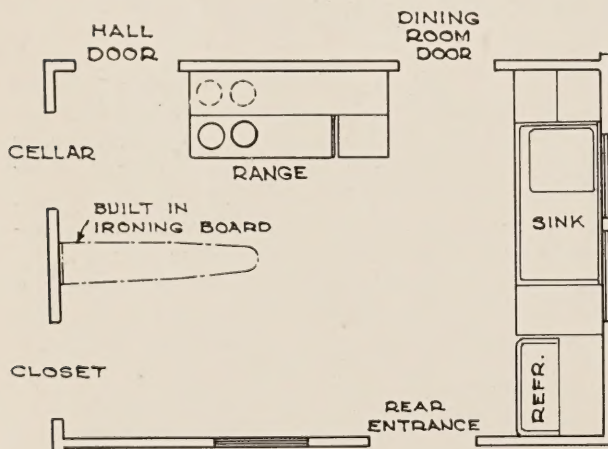 HALL
DOOR
DINING
ROOM
DOOR
CELLAR
RANGE
BUILT IN
IRONING BOARD
SINK
CLOSET
REFR.
REAR
ENTRANCE